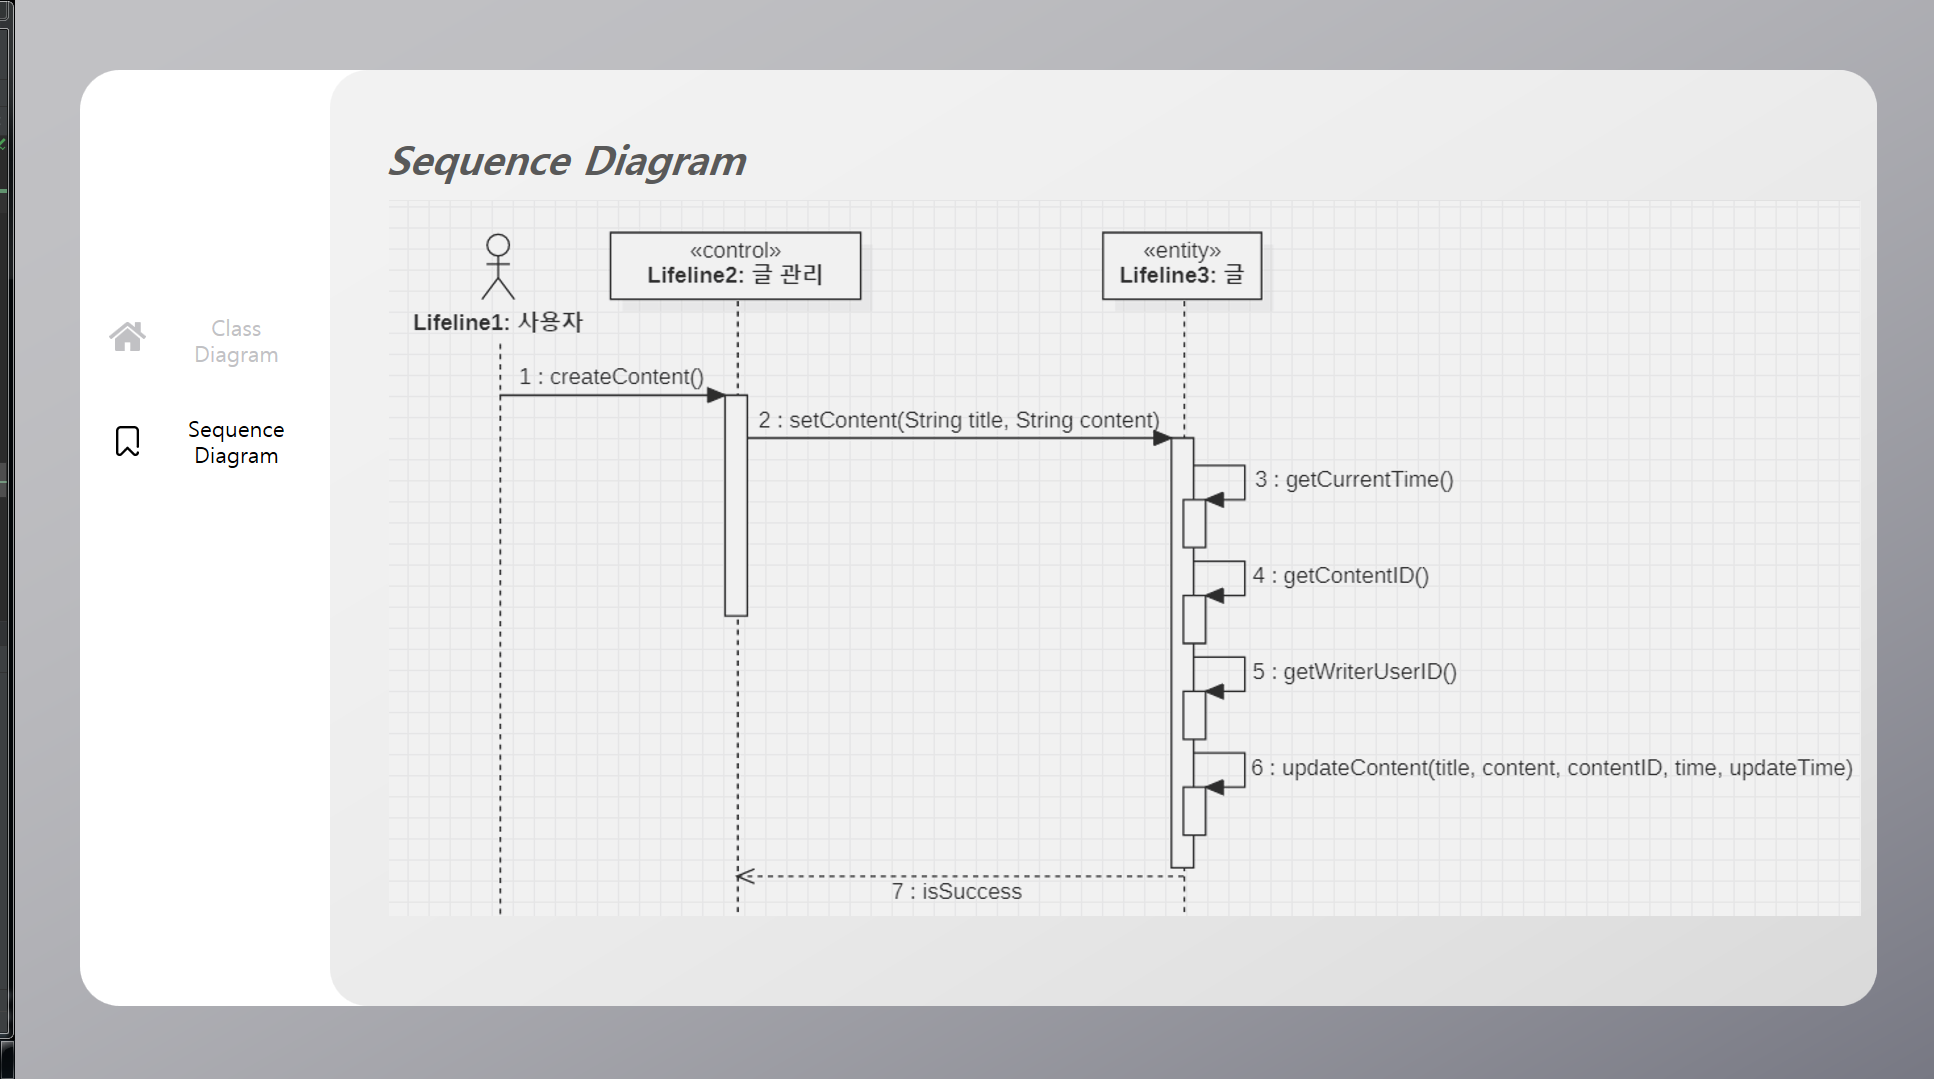 Class
Diagram
Sequence
Diagram
Sequence Diagram
«control»
Lifeline2: 글 관리
«entity»
Lifeline3: 글
Lifeline1: 사용자
1 : createContent()
2 : setContent(String title, String content)
3 : getCurrentTime()
4 : getContentID()
5 : getWriterUserID()
6 : updateContent(title, content, contentID, time, updateTime)
7 : isSuccess